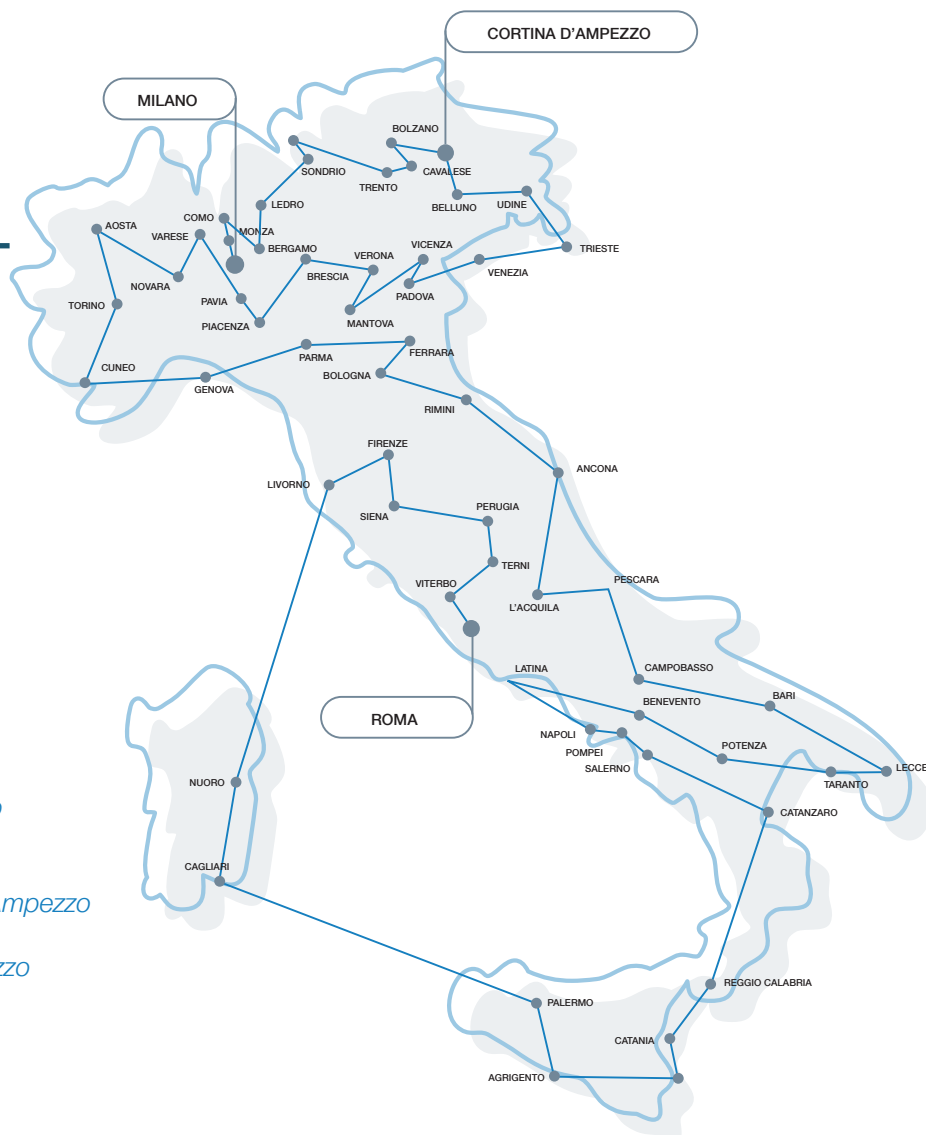 CORTINA D'AMPEZZO
MILANO
BOLZANO
SONDRIO
CAVALESE
TRENTO
BELLUNO
UDINE
LEDRO
COMO
AOSTA
VARESE
MONZA
VICENZA
TRIESTE
BERGAMO
VERONA
VENEZIA
BRESCIA
NOVARA
PADOVA
TORINO
PAVIA
MANTOVA
PIACENZA
FERRARA
PARMA
CUNEO
BOLOGNA
GENOVA
RIMINI
FIRENZE
ANCONA
LIVORNO
PERUGIA
SIENA
TERNI
PESCARA
VITERBO
L'ACQUILA
LATINA
CAMPOBASSO
BARI
BENEVENTO
ROMA
NAPOLI
POMPEI
POTENZA
SALERNO
LECCE
NUORO
TARANTO
CATANZARO
CAGLIARI
mpezzo
zzo
REGGIO CALABRIA
PALERMO
CATANIA
AGRIGENTO